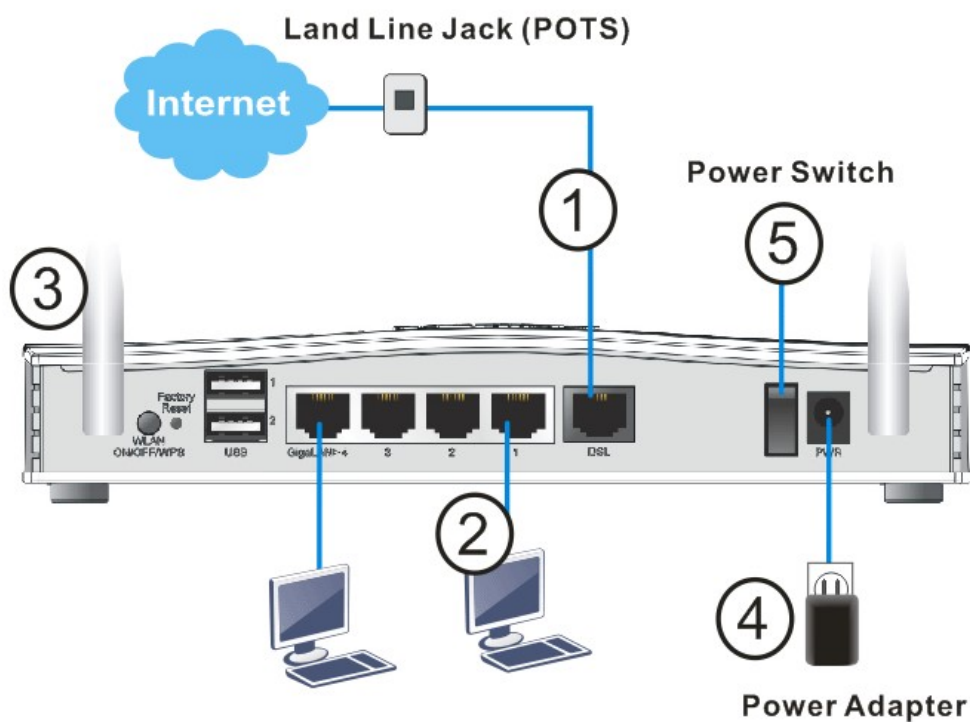 Land Line Jack (POTS)
Internet
Power Switch
1
5
3
Factory
Reset
WLAN
ON/OFF/WPS
1
2
USB
4
3
2
1
DSL
PWR
2
4
Power Adapter